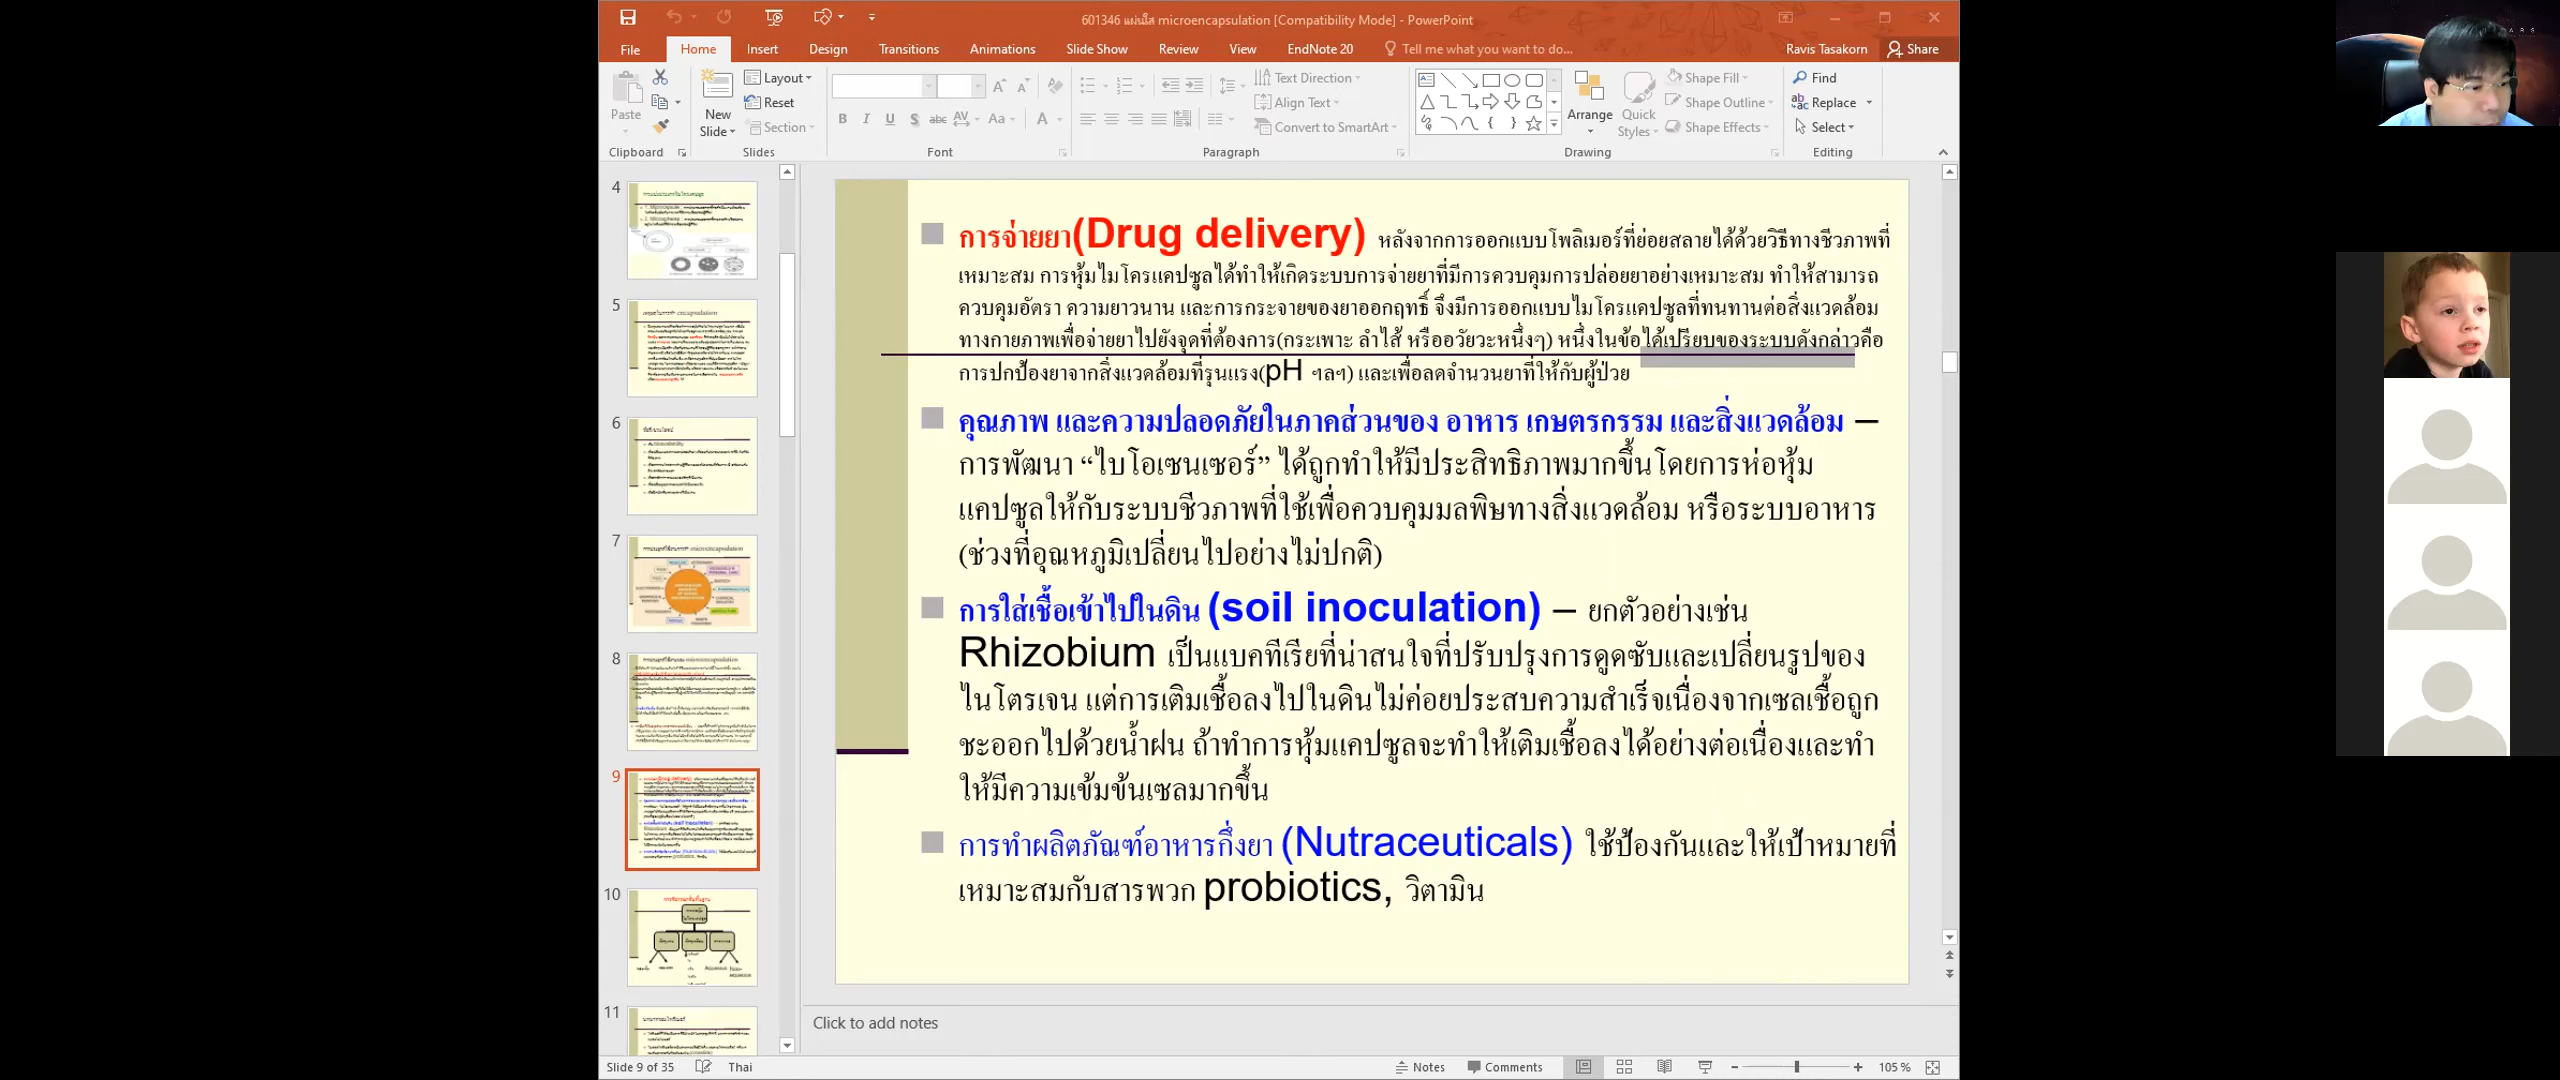 601346 แผ่นใส microencapsulation [Compatibility Mode] - PowerPoint
File Home Insert Design Transitions Animations Slide Show Review View EndNote 20 Tell me what you want to do... Ravis Tasakorn Share
Paste
New Slide
Layout
Reset
Section
Text Direction
Align Text
Convert to SmartArt
Arrange
Quick Styles
Shape Fill
Shape Outline
Shape Effects
Find
Replace
Select
Clipboard Slides Font Paragraph Drawing Editing
4
5
6
7
8
9
10
11
การจ่ายยา(Drug delivery) หลังจากการออกแบบโพลิเมอร์ที่ย่อยสลายได้ด้วยวิธีทางชีวภาพที่
เหมาะสม การหุ้มไมโครแคปซูลได้ทำให้เกิดระบบการจ่ายยาที่มีการควบคุมการปล่อยยาอย่างเหมาะสม ทำให้สามารถ
ควบคุมอัตรา ความยาวนาน และการกระจายของยาออกฤทธิ์ จึงมีการออกแบบไมโครแคปซูลที่ทนทานต่อสิ่งแวดล้อม
ทางกายภาพเพื่อจ่ายยาไปยังจุดที่ต้องการ(กระเพาะ ลำไส้ หรืออวัยวะหนึ่งๆ) หนึ่งในข้อได้เปรียบของระบบดังกล่าวคือ
การปกป้องยาจากสิ่งแวดล้อมที่รุนแรง(pH ฯลฯ) และเพื่อลดจำนวนยาที่ให้กับผู้ป่วย
คุณภาพ และความปลอดภัยในภาคส่วนของ อาหาร เกษตรกรรม และสิ่งแวดล้อม –
การพัฒนา “ไบโอเซนเซอร์” ได้ถูกทำให้มีประสิทธิภาพมากขึ้นโดยการห่อหุ้ม
แคปซูลให้กับระบบชีวภาพที่ใช้เพื่อควบคุมมลพิษทางสิ่งแวดล้อม หรือระบบอาหาร
(ช่วงที่อุณหภูมิเปลี่ยนไปอย่างไม่ปกติ)
การใส่เชื้อเข้าไปในดิน (soil inoculation) – ยกตัวอย่างเช่น
Rhizobium เป็นแบคทีเรียที่น่าสนใจที่ปรับปรุงการดูดซับและเปลี่ยนรูปของ
ไนโตรเจน แต่การเติมเชื้อลงไปในดินไม่ค่อยประสบความสำเร็จเนื่องจากเซลเชื้อถูก
ชะออกไปด้วยน้ำฝน ถ้าทำการหุ้มแคปซูลจะทำให้เติมเชื้อลงได้อย่างต่อเนื่องและทำ
ให้มีความเข้มข้นเซลมากขึ้น
การทำผลิตภัณฑ์อาหารกึ่งยา (Nutraceuticals) ใช้ป้องกันและให้เป้าหมายที่
เหมาะสมกับสารพวก probiotics, วิตามิน
Click to add notes
Slide 9 of 35 Thai Notes Comments 105 %